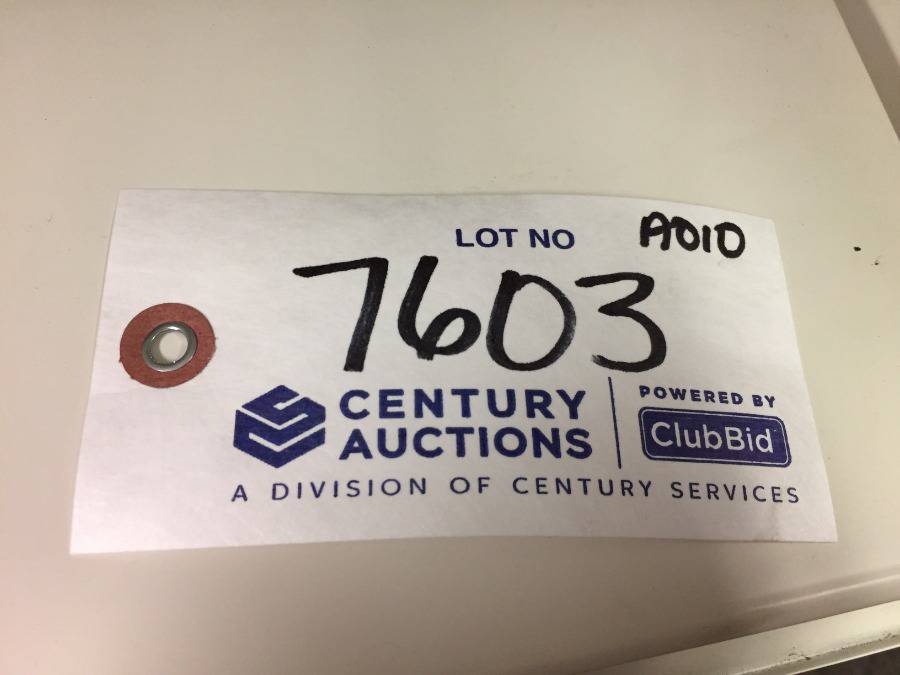 LOT NO A010
7603
CENTURY AUCTIONS
POWERED BY ClubBid
A DIVISION OF CENTURY SERVICES